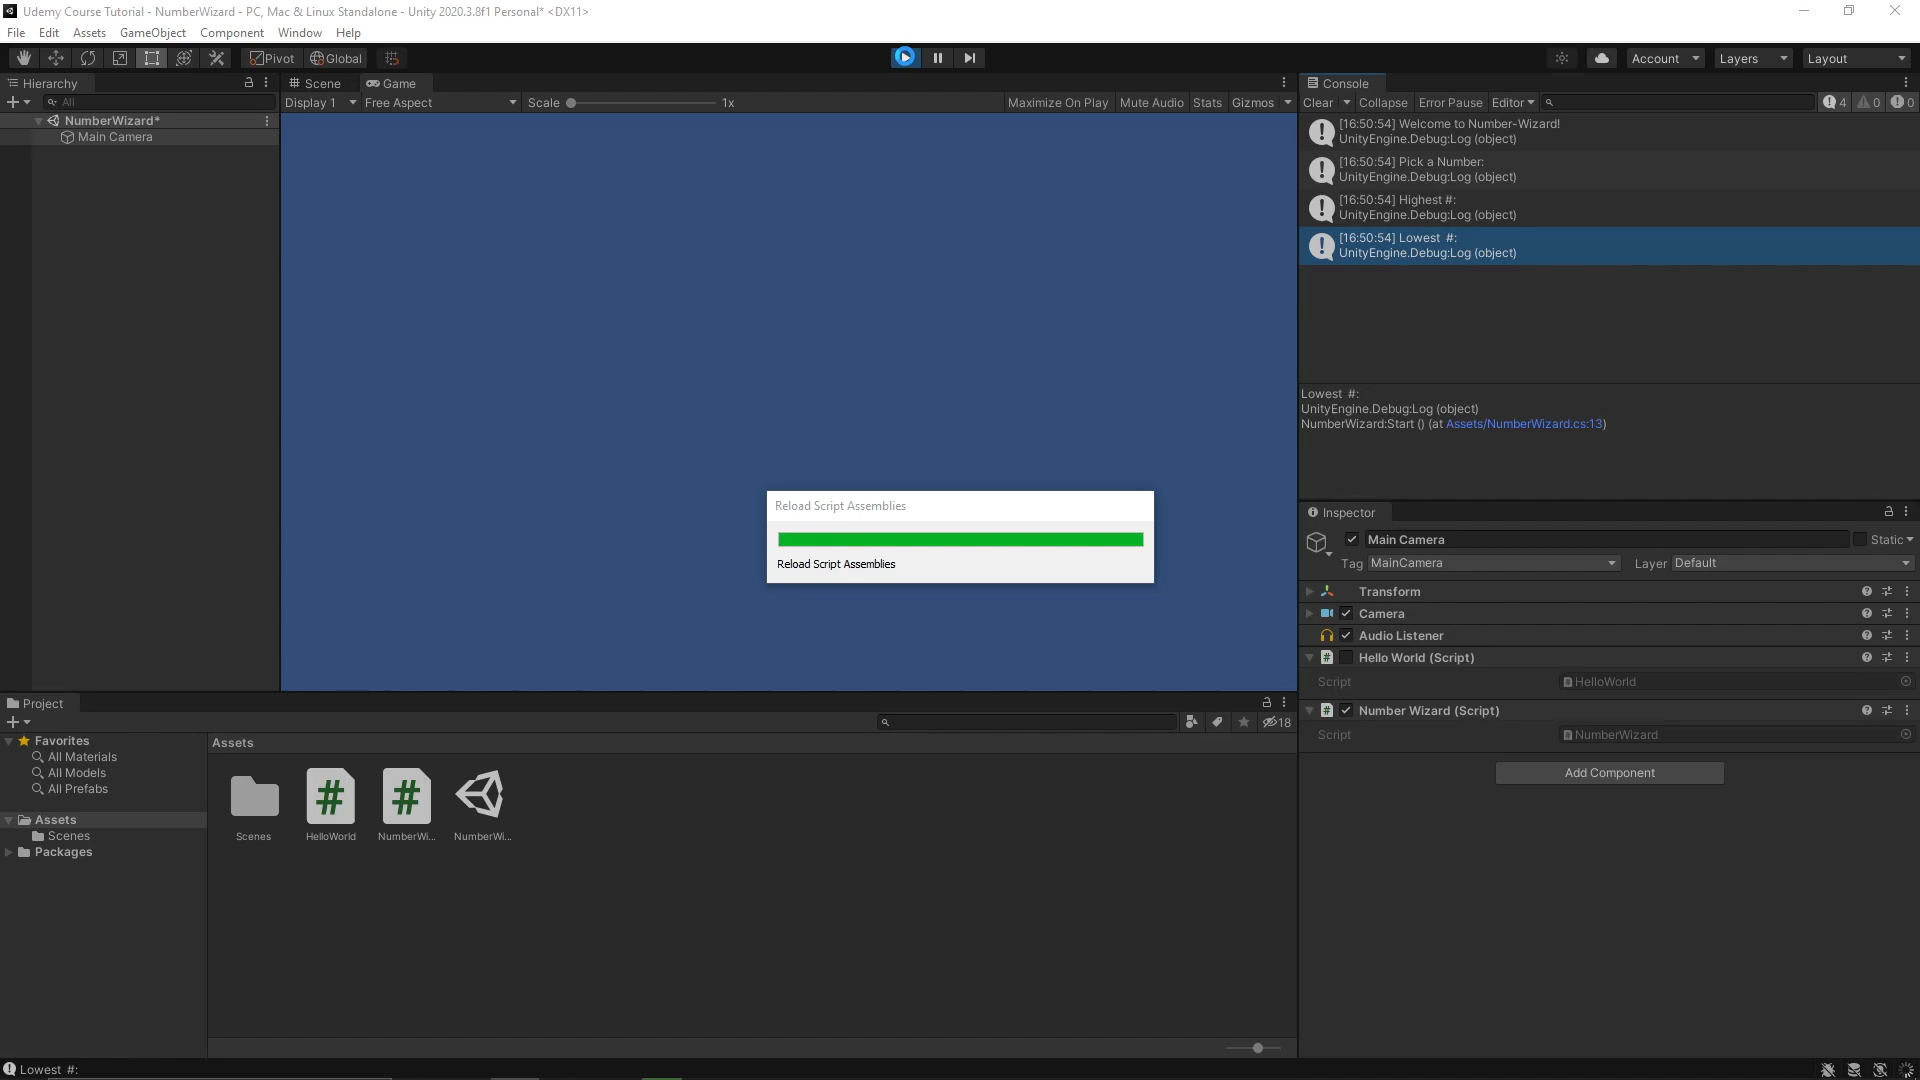 Udemy Course Tutorial - NumberWizard - PC, Mac & Linux Standalone - Unity 2020.3.8f1 Personal* <DX11>
File Edit Assets GameObject Component Window Help
Pivot Global Account Layers Layout
Hierarchy
All
NumberWizard*
Main Camera
Scene Game
Display 1 Free Aspect Scale 1x Maximize On Play Mute Audio Stats Gizmos
Console
Clear Collapse Error Pause Editor 4 0 0
[16:50:54] Welcome to Number-Wizard!
UnityEngine.Debug:Log (object)
[16:50:54] Pick a Number:
UnityEngine.Debug:Log (object)
[16:50:54] Highest #:
UnityEngine.Debug:Log (object)
[16:50:54] Lowest  #:
UnityEngine.Debug:Log (object)
Lowest  #:
UnityEngine.Debug:Log (object)
NumberWizard:Start () (at Assets/NumberWizard.cs:13)
Reload Script Assemblies
Reload Script Assemblies
Inspector
Main Camera Static
Tag MainCamera Layer Default
Transform
Camera
Audio Listener
# Hello World (Script)
Script HelloWorld
# Number Wizard (Script)
Script NumberWizard
Add Component
Project
18
Favorites
All Materials
All Models
All Prefabs
Assets
Scenes
Packages
Assets
# #
Scenes HelloWorld NumberWi... NumberWi...
Lowest  #: